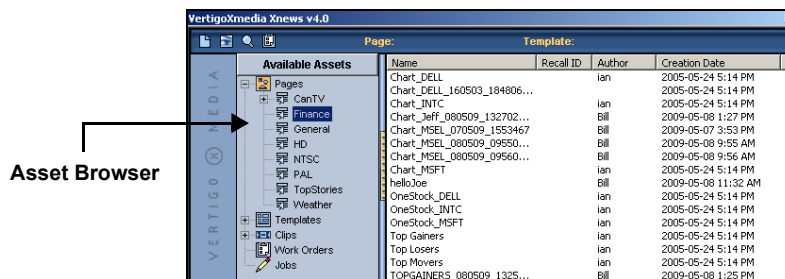 VertigoXmedia Xnews v4.0
Page: Template:
Available Assets
Pages
CanTV
Finance
General
HD
NTSC
PAL
TopStories
Weather
Templates
Clips
Work Orders
Jobs
VERTIGO X MEDIA
Asset Browser
Name Recall ID Author Creation Date
Chart_DELL ian 2005-05-24 5:14 PM
Chart_DELL_160503_184806... 2005-05-24 5:14 PM
Chart_INTC ian 2005-05-24 5:14 PM
Chart_Jeff_080509_132702... Bill 2009-05-08 1:27 PM
Chart_MSEL_070509_1553467 Bill 2009-05-07 3:53 PM
Chart_MSEL_080509_09550... Bill 2009-05-08 9:55 AM
Chart_MSEL_080509_09560... Bill 2009-05-08 9:56 AM
Chart_MSFT ian 2005-05-24 5:14 PM
helloJoe Bill 2009-05-08 11:32 AM
OneStock_DELL ian 2005-05-24 5:14 PM
OneStock_INTC ian 2005-05-24 5:14 PM
OneStock_MSFT ian 2005-05-24 5:14 PM
Top Gainers ian 2005-05-24 5:14 PM
Top Losers ian 2005-05-24 5:14 PM
Top Movers ian 2005-05-24 5:14 PM
TOPGAINERS_080509_1325... Bill 2009-05-08 1:25 PM